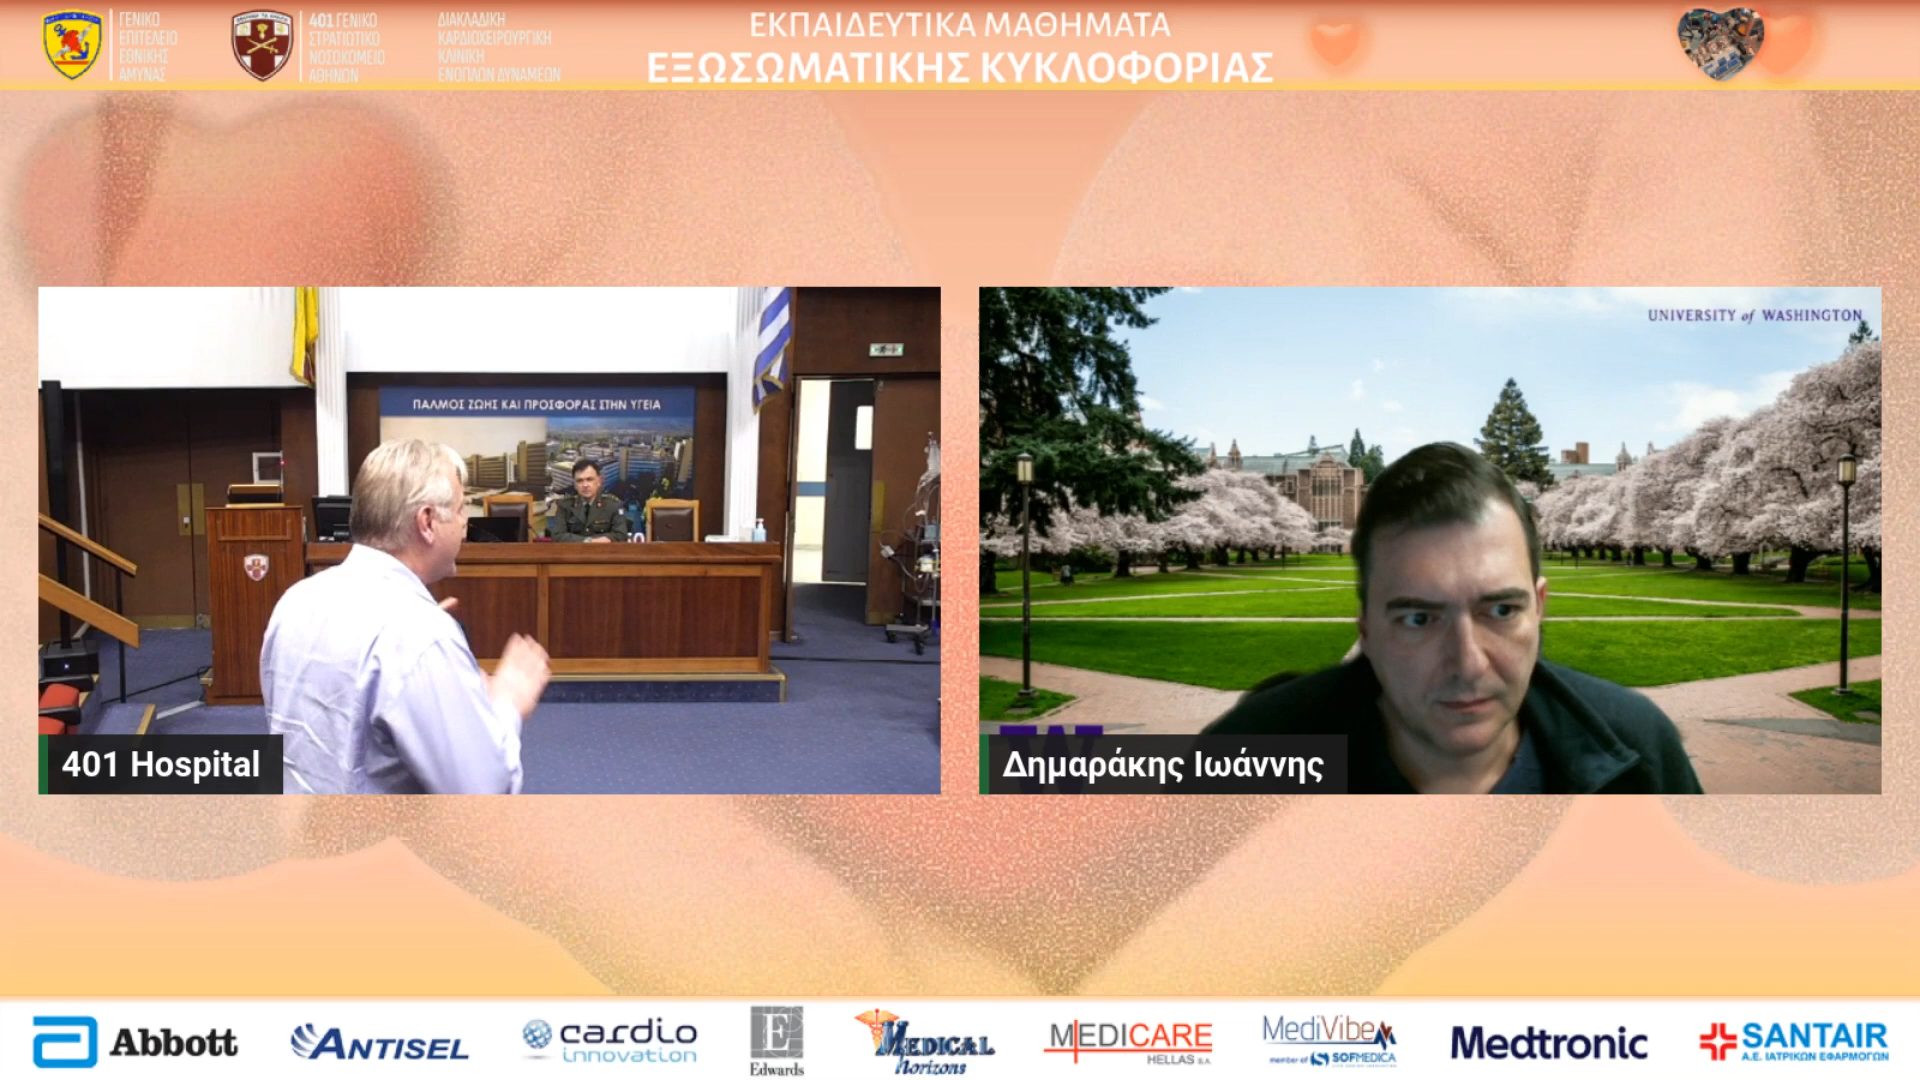 ΓΕΝΙΚΟ
ΕΠΙΤΕΛΕΙΟ
ΕΘΝΙΚΗΣ
ΑΜΥΝΑΣ
401 ΓΕΝΙΚΟ
ΣΤΡΑΤΙΩΤΙΚΟ
ΝΟΣΟΚΟΜΕΙΟ
ΑΘΗΝΩΝ
ΔΙΑΚΛΑΔΙΚΗ
ΚΑΡΔΙΟΧΕΙΡΟΥΡΓΙΚΗ
ΚΛΙΝΙΚΗ
ΕΝΟΠΛΩΝ ΔΥΝΑΜΕΩΝ
ΕΚΠΑΙΔΕΥΤΙΚΑ ΜΑΘΗΜΑΤΑ
ΕΞΩΣΩΜΑΤΙΚΗΣ ΚΥΚΛΟΦΟΡΙΑΣ
ΠΑΛΜΟΣ ΖΩΗΣ ΚΑΙ ΠΡΟΣΦΟΡΑΣ ΣΤΗΝ ΥΓΕΙΑ
401 Hospital
UNIVERSITY of WASHINGTON
W
Δημαράκης Ιωάννης
Abbott
ANTISEL
cardio
innovation
E
Edwards
MEDICAL
Horizons
MEDICARE
HELLAS S.A.
MediVibe
member of SOFMEDICA
Medtronic
SANTAIR
Α.Ε. ΙΑΤΡΙΚΩΝ ΕΦΑΡΜΟΓΩΝ